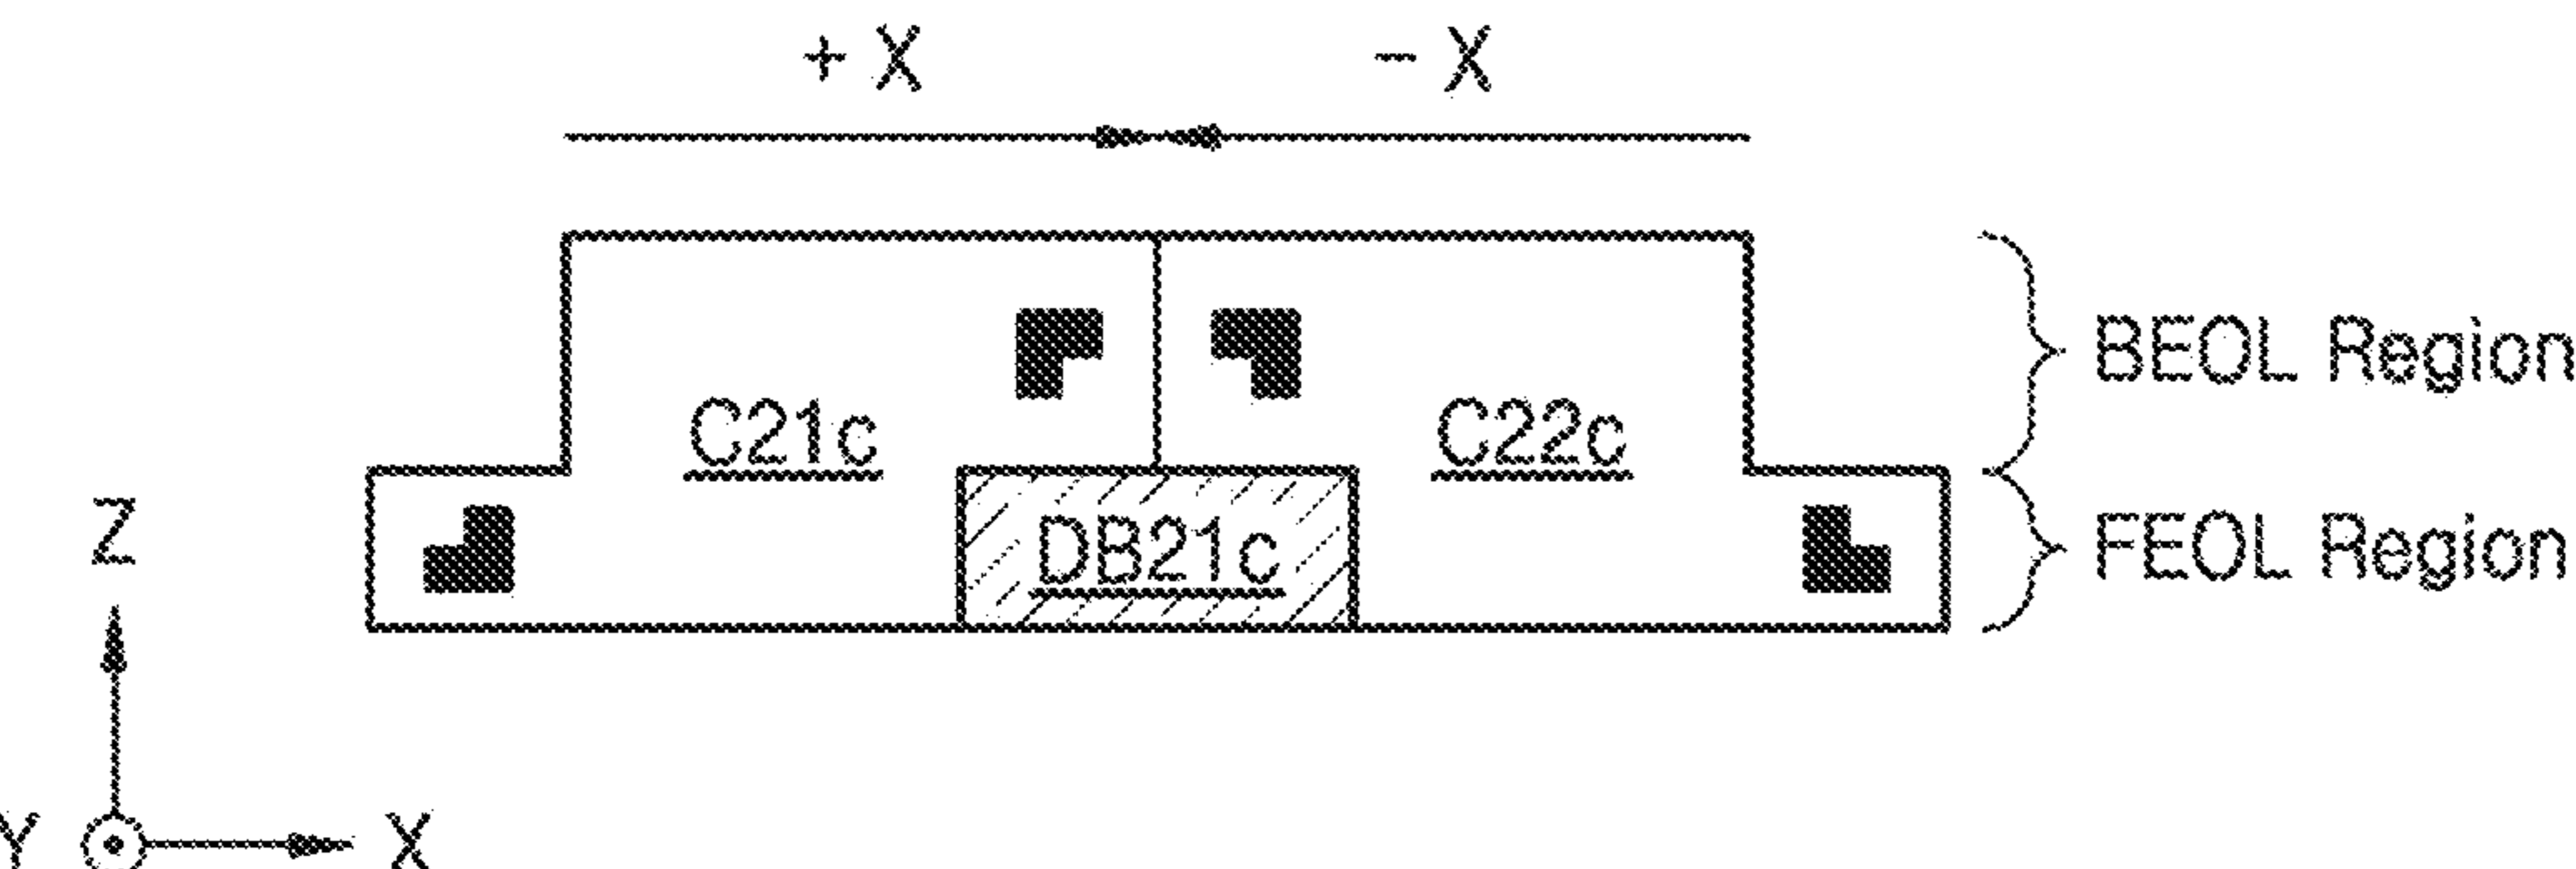 + X
- X
BEOL Region
C21c
C22c
DB21c
FEOL Region
Z
Y
X